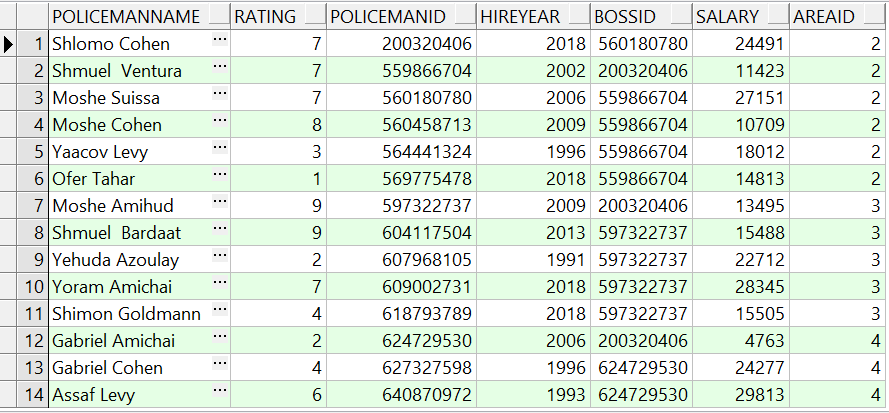 POLICEMANNAME RATING POLICEMANID HIREYEAR BOSSID SALARY AREAID
1 Shlomo Cohen ... 7 200320406 2018 560180780 24491 2
2 Shmuel  Ventura ... 7 559866704 2002 200320406 11423 2
3 Moshe Suissa ... 7 560180780 2006 559866704 27151 2
4 Moshe Cohen ... 8 560458713 2009 559866704 10709 2
5 Yaacov Levy ... 3 564441324 1996 559866704 18012 2
6 Ofer Tahar ... 1 569775478 2018 559866704 14813 2
7 Moshe Amihud ... 9 597322737 2009 200320406 13495 3
8 Shmuel  Bardaat ... 9 604117504 2013 597322737 15488 3
9 Yehuda Azoulay ... 2 607968105 1991 597322737 22712 3
10 Yoram Amichai ... 7 609002731 2018 597322737 28345 3
11 Shimon Goldmann ... 4 618793789 2018 597322737 15505 3
12 Gabriel Amichai ... 2 624729530 2006 200320406 4763 4
13 Gabriel Cohen ... 4 627327598 1996 624729530 24277 4
14 Assaf Levy ... 6 640870972 1993 624729530 29813 4